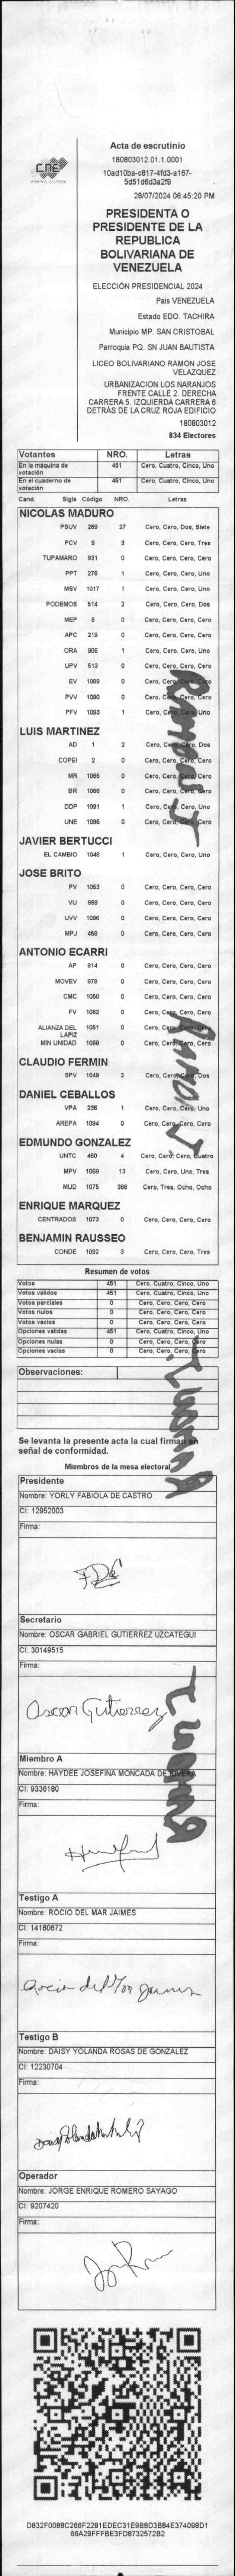 CNE
Acta de escrutinio
180803012.01.1.0001
10ad10ba-c817-4fd3-a167-
5d51d6d3a2f9
28/07/2024 06:45:20 PM
PRESIDENTA O
PRESIDENTE DE LA
REPUBLICA
BOLIVARIANA DE
VENEZUELA
ELECCIÓN PRESIDENCIAL 2024
Pais VENEZUELA
Estado EDO. TACHIRA
Municipio MP. SAN CRISTOBAL
Parroquia PQ. SN JUAN BAUTISTA
LICEO BOLIVARIANO RAMON JOSE
VELAZQUEZ
URBANIZACION LOS NARANJOS
FRENTE CALLE 2. DERECHA
CARRERA 5. IZQUIERDA CARRERA 6
DETRÁS DE LA CRUZ ROJA EDIFICIO
180803012
834 Electores
Votantes NRO. Letras
En la máquina de votación 451 Cero, Cuatro, Cinco, Uno
En el cuaderno de votación 451 Cero, Cuatro, Cinco, Uno
Cand. Sigla Código NRO. Letras
NICOLAS MADURO
PSUV 269 27 Cero, Cero, Dos, Siete
PCV 9 3 Cero, Cero, Cero, Tres
TUPAMARO 931 0 Cero, Cero, Cero, Cero
PPT 276 1 Cero, Cero, Cero, Uno
MSV 1017 1 Cero, Cero, Cero, Uno
PODEMOS 514 2 Cero, Cero, Cero, Dos
MEP 6 0 Cero, Cero, Cero, Cero
APC 219 0 Cero, Cero, Cero, Cero
ORA 906 1 Cero, Cero, Cero, Uno
UPV 513 0 Cero, Cero, Cero, Cero
EV 1089 0 Cero, Cero, Cero, Cero
PVV 1090 0 Cero, Cero, Cero, Cero
PFV 1093 1 Cero, Cero, Cero, Uno
LUIS MARTINEZ
AD 1 2 Cero, Cero, Cero, Dos
COPEI 2 0 Cero, Cero, Cero, Cero
MR 1065 0 Cero, Cero, Cero, Cero
BR 1066 0 Cero, Cero, Cero, Cero
DDP 1091 1 Cero, Cero, Cero, Uno
UNE 1095 0 Cero, Cero, Cero, Cero
JAVIER BERTUCCI
EL CAMBIO 1048 1 Cero, Cero, Cero, Uno
JOSE BRITO
PV 1053 0 Cero, Cero, Cero, Cero
VU 868 0 Cero, Cero, Cero, Cero
UVV 1096 0 Cero, Cero, Cero, Cero
MPJ 458 0 Cero, Cero, Cero, Cero
ANTONIO ECARRI
AP 814 0 Cero, Cero, Cero, Cero
MOVEV 879 0 Cero, Cero, Cero, Cero
CMC 1050 0 Cero, Cero, Cero, Cero
FV 1062 0 Cero, Cero, Cero, Cero
ALIANZA DEL LAPIZ 1051 0 Cero, Cero, Cero, Cero
MIN UNIDAD 1068 0 Cero, Cero, Cero, Cero
CLAUDIO FERMIN
SPV 1049 2 Cero, Cero, Cero, Dos
DANIEL CEBALLOS
VPA 236 1 Cero, Cero, Cero, Uno
AREPA 1094 0 Cero, Cero, Cero, Cero
EDMUNDO GONZALEZ
UNTC 460 4 Cero, Cero, Cero, Cuatro
MPV 1069 13 Cero, Cero, Uno, Tres
MUD 1075 388 Cero, Tres, Ocho, Ocho
ENRIQUE MARQUEZ
CENTRADOS 1073 0 Cero, Cero, Cero, Cero
BENJAMIN RAUSSEO
CONDE 1092 3 Cero, Cero, Cero, Tres
Resumen de votos
Votos 451 Cero, Cuatro, Cinco, Uno
Votos validos 451 Cero, Cuatro, Cinco, Uno
Votos parciales 0 Cero, Cero, Cero, Cero
Votos nulos 0 Cero, Cero, Cero, Cero
Votos vacios 0 Cero, Cero, Cero, Cero
Opciones validas 451 Cero, Cuatro, Cinco, Uno
Opciones nulas 0 Cero, Cero, Cero, Cero
Opciones vacias 0 Cero, Cero, Cero, Cero
Observaciones:
Se levanta la presente acta la cual firman en
señal de conformidad.
Miembros de la mesa electoral
Presidente
Nombre: YORLY FABIOLA DE CASTRO
CI: 12952003
Firma:
Secretario
Nombre: OSCAR GABRIEL GUTIERREZ UZCATEGUI
CI: 30149515
Firma:
Oscar Gutierrez
Miembro A
Nombre: HAYDEE JOSEFINA MONCADA DE RIVERA
CI: 9336180
Firma:
Testigo A
Nombre: ROCIO DEL MAR JAIMES
CI: 14180672
Firma:
Rocio del Mar Jaimes
Testigo B
Nombre: DAISY YOLANDA ROSAS DE GONZALEZ
CI: 12230704
Firma:
Operador
Nombre: JORGE ENRIQUE ROMERO SAYAGO
CI: 9207420
Firma:
D832F0088C266F2281EDEC31E9B8D3B84E374098D1
66A29FFFBE3FD8732572B2